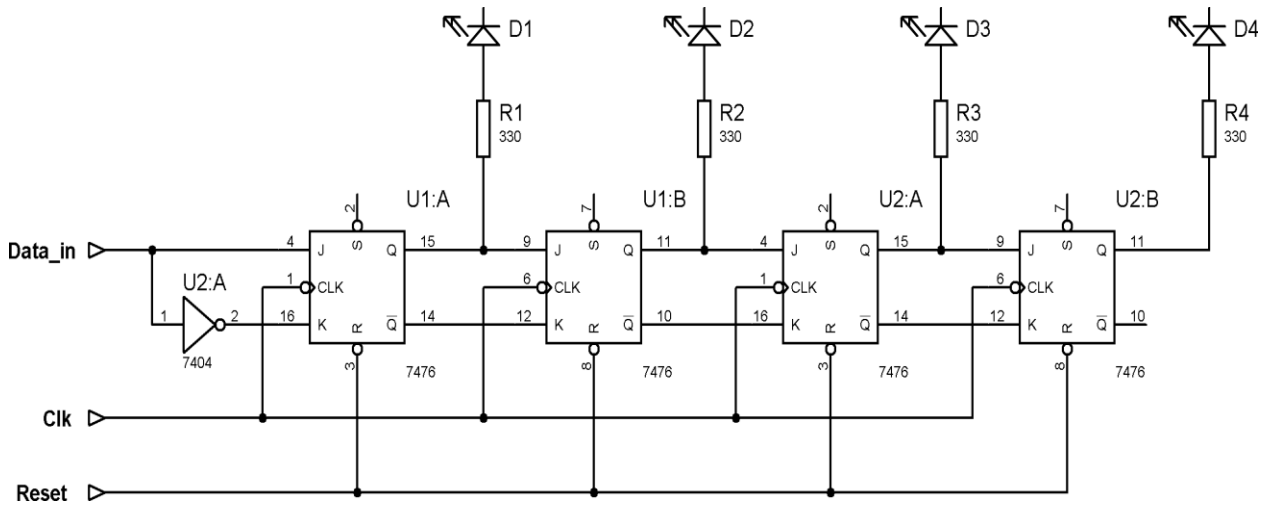 D1 D2 D3 D4
R1 R2 R3 R4
330 330 330 330
U1:A U1:B U2:A U2:B
2 7 2 7
S S S S
Data_in 4 J Q 15 9 J Q 11 4 J Q 15 9 J Q 11
U2:A 1 CLK 6 CLK 1 CLK 6 CLK
1 2 16 K R Q 14 12 K R Q 10 16 K R Q 14 12 K R Q 10
7404 3 7476 8 7476 3 7476 8 7476
Clk
Reset